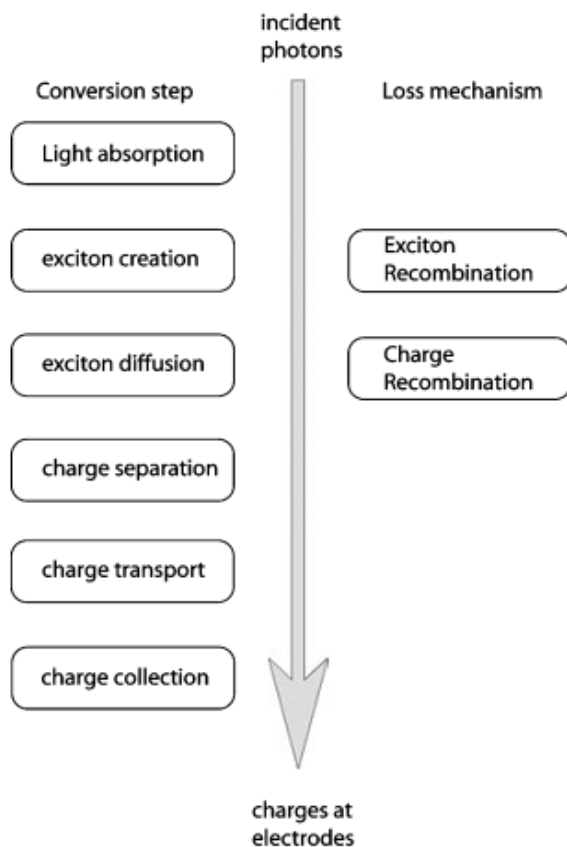 incident
photons
Conversion step
Loss mechanism
Light absorption
exciton creation
Exciton
Recombination
exciton diffusion
Charge
Recombination
charge separation
charge transport
charge collection
charges at
electrodes